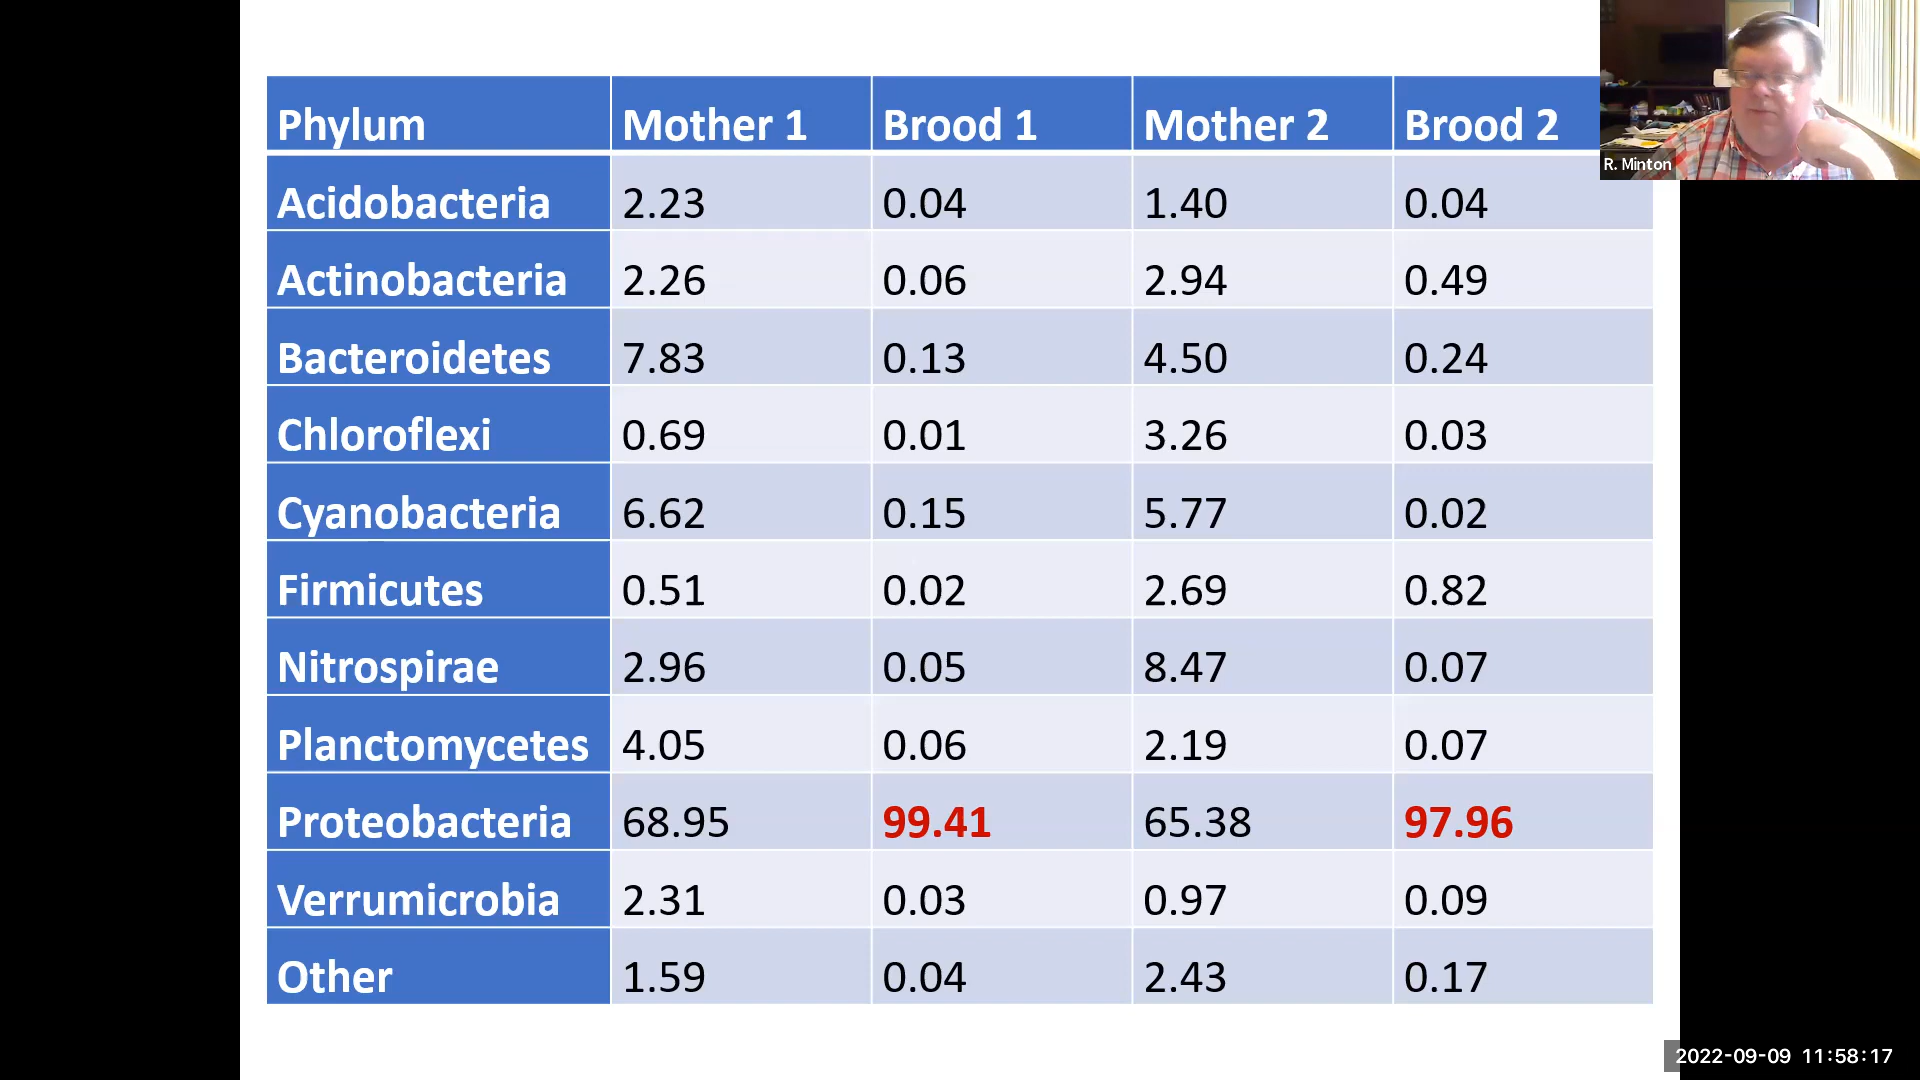 Phylum Mother 1 Brood 1 Mother 2 Brood 2
Acidobacteria 2.23 0.04 1.40 0.04
Actinobacteria 2.26 0.06 2.94 0.49
Bacteroidetes 7.83 0.13 4.50 0.24
Chloroflexi 0.69 0.01 3.26 0.03
Cyanobacteria 6.62 0.15 5.77 0.02
Firmicutes 0.51 0.02 2.69 0.82
Nitrospirae 2.96 0.05 8.47 0.07
Planctomycetes 4.05 0.06 2.19 0.07
Proteobacteria 68.95 99.41 65.38 97.96
Verrumicrobia 2.31 0.03 0.97 0.09
Other 1.59 0.04 2.43 0.17
R. Minton
2022-09-09 11:58:17